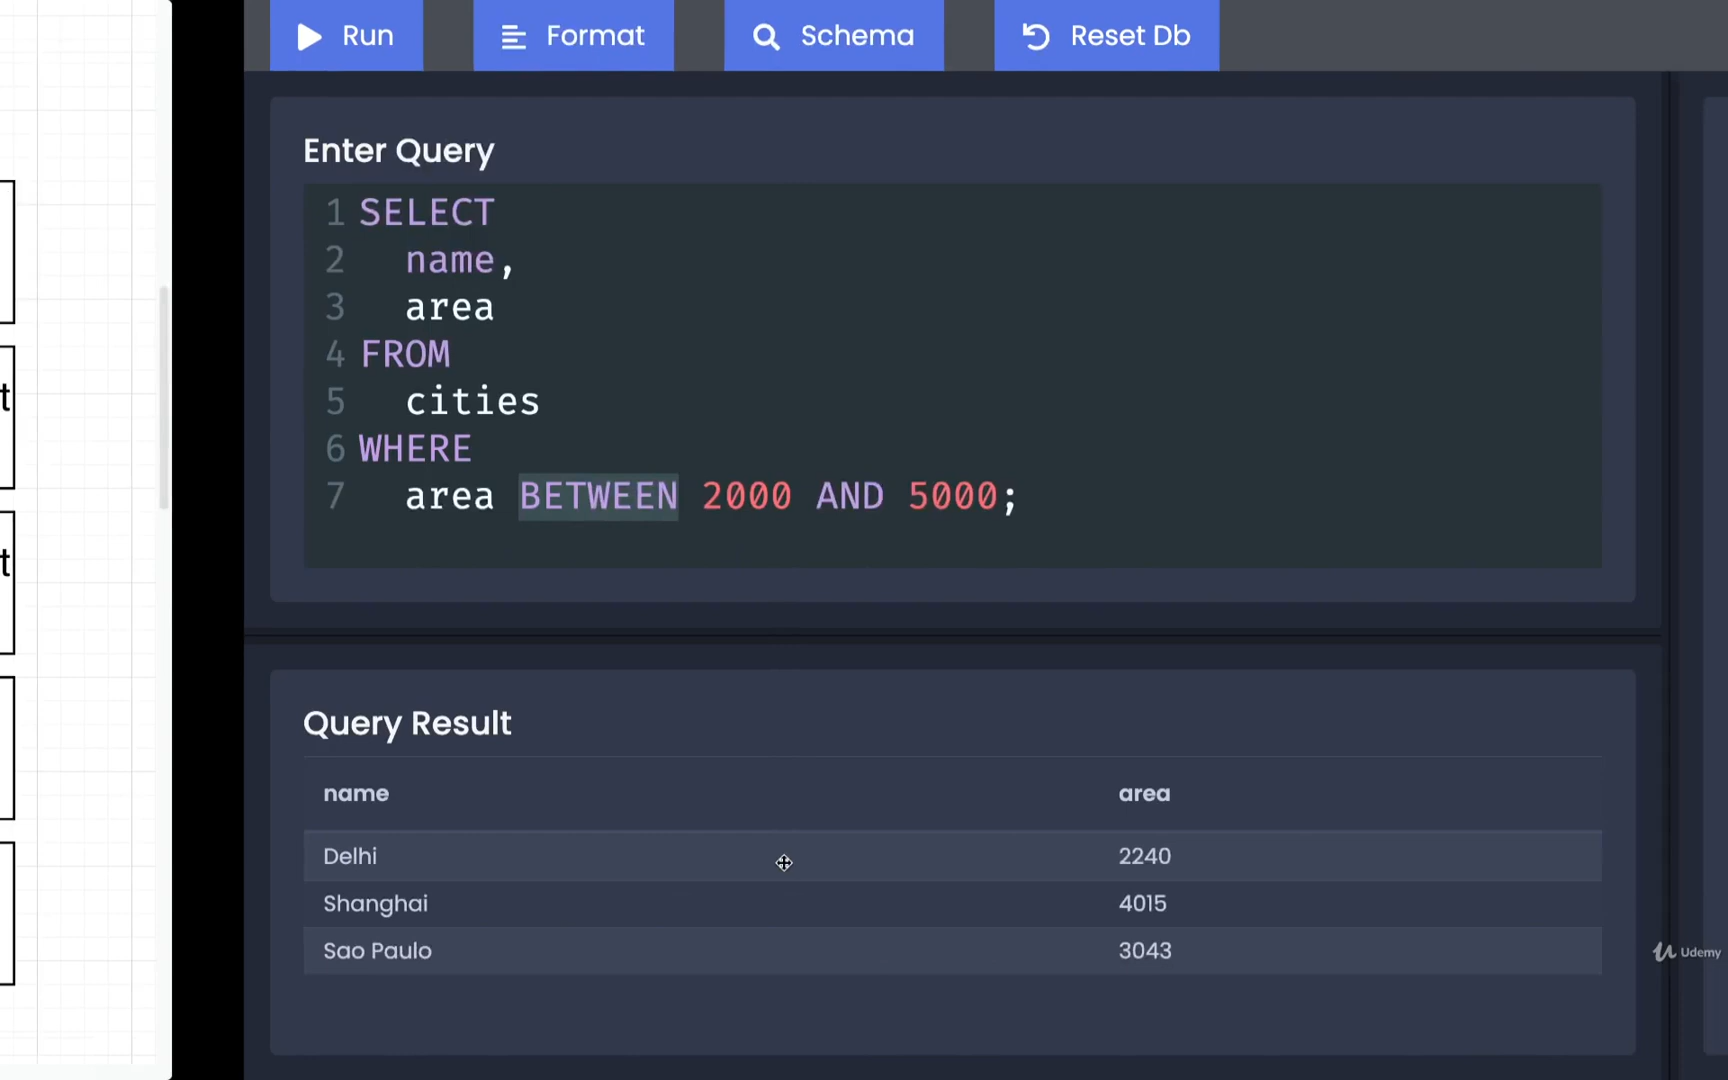 Run Format Schema Reset Db
Enter Query
1 SELECT
2 name,
3 area
4 FROM
5 cities
6 WHERE
7 area BETWEEN 2000 AND 5000;
t
t
Query Result
name area
Delhi 2240
Shanghai 4015
Sao Paulo 3043
Udemy